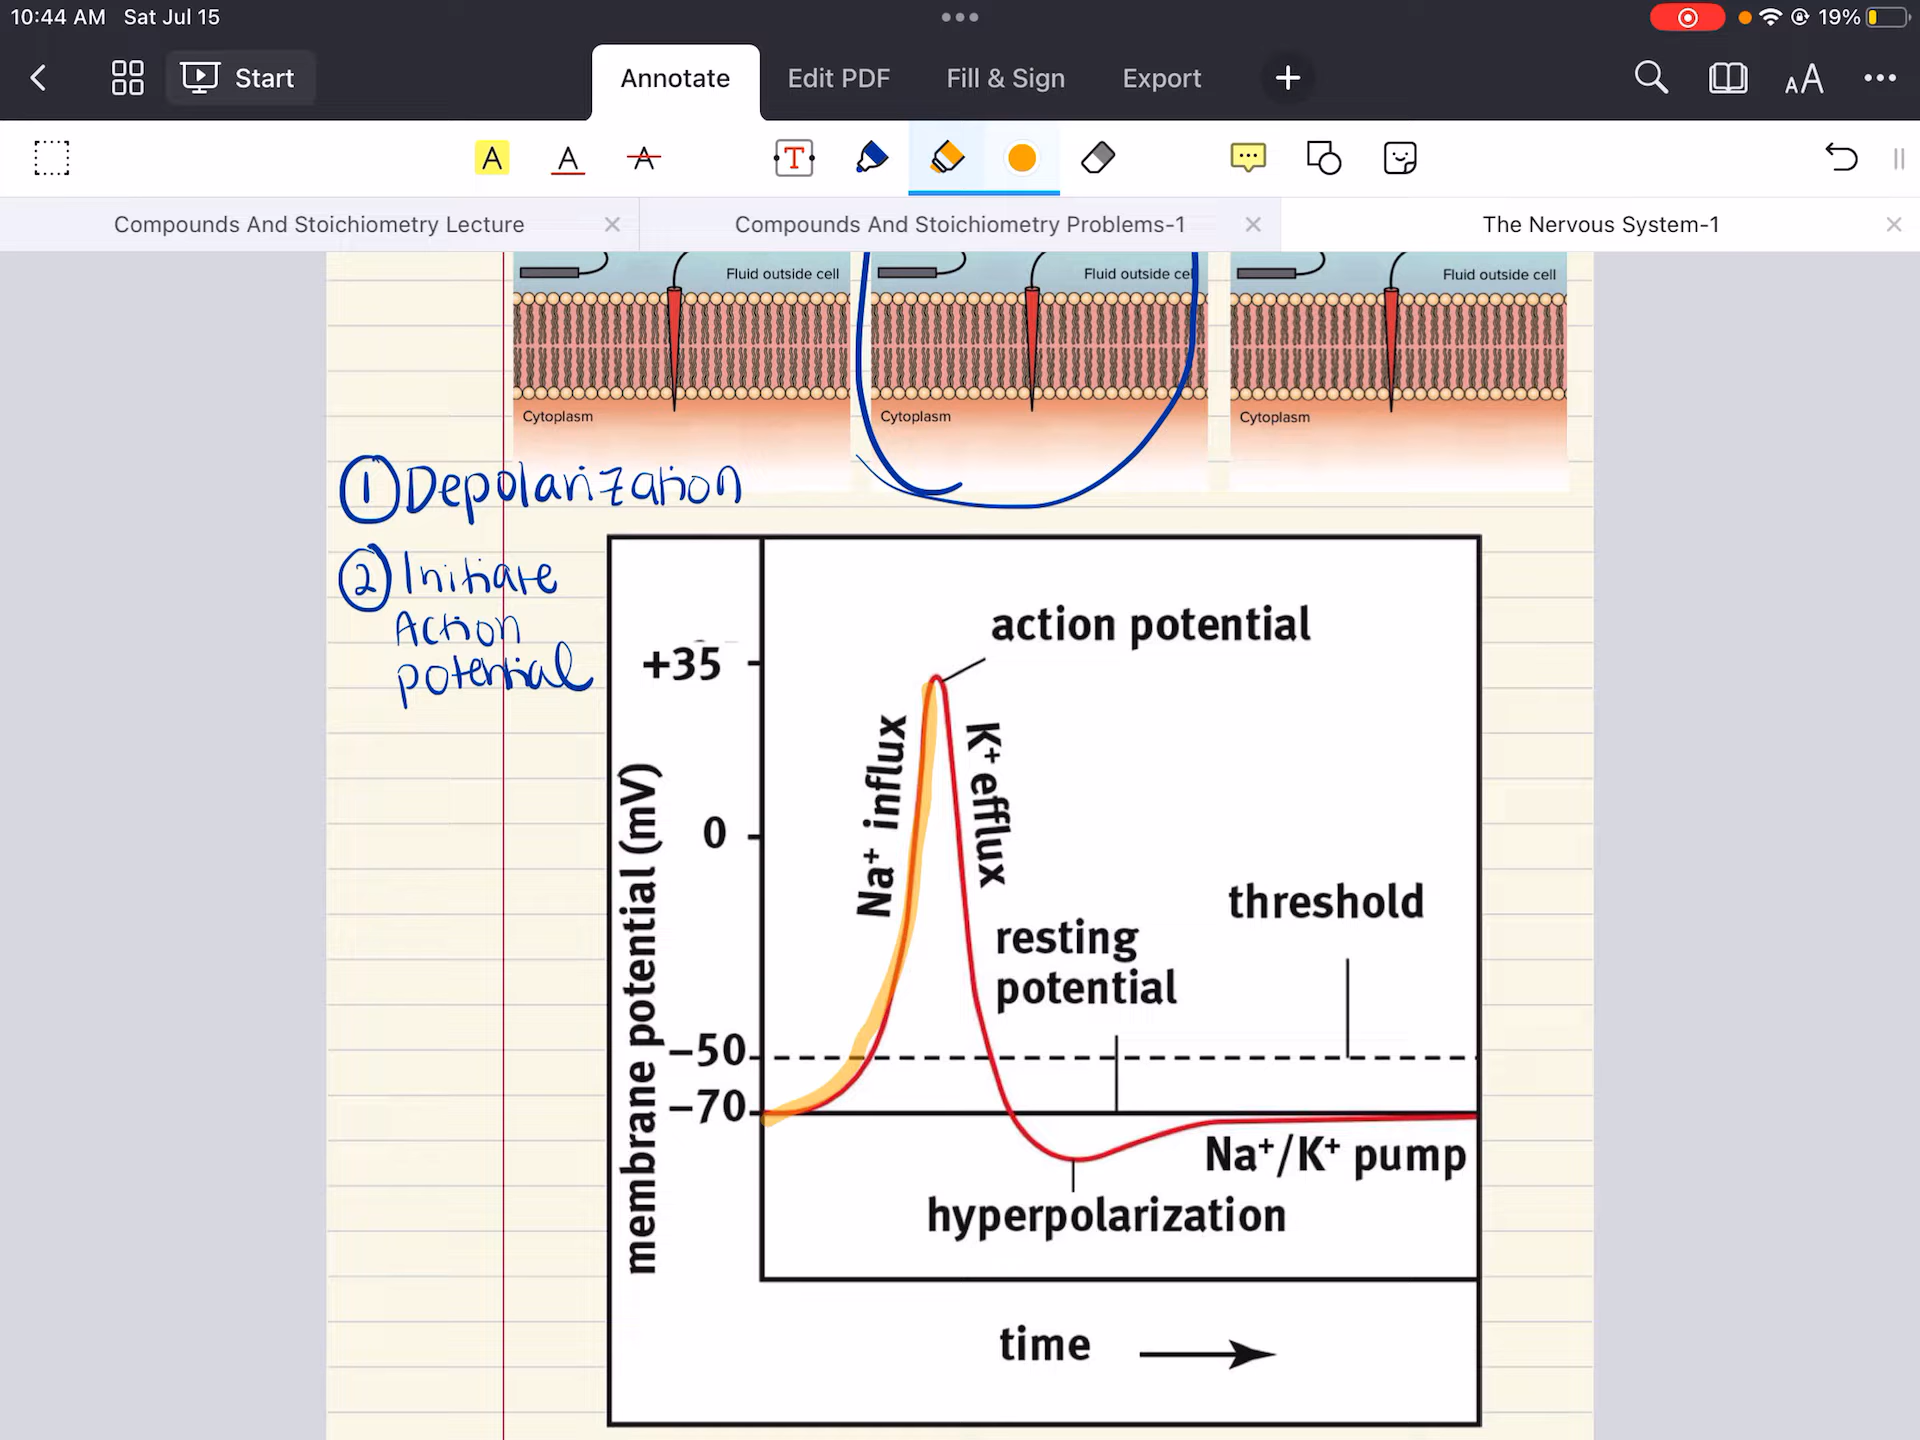 10:44 AM Sat Jul 15
19%
Start
Annotate
Edit PDF
Fill & Sign
Export
AA
A A A T
Compounds And Stoichiometry Lecture
Compounds And Stoichiometry Problems-1
The Nervous System-1
Fluid outside cell
Fluid outside cel
Fluid outside cell
Cytoplasm
Cytoplasm
Cytoplasm
① Depolarization
② Initiate
Action
potential
action potential
+35
Na⁺ influx
K⁺ efflux
membrane potential (mV)
0
threshold
resting
potential
−50
−70
Na⁺/K⁺ pump
hyperpolarization
time